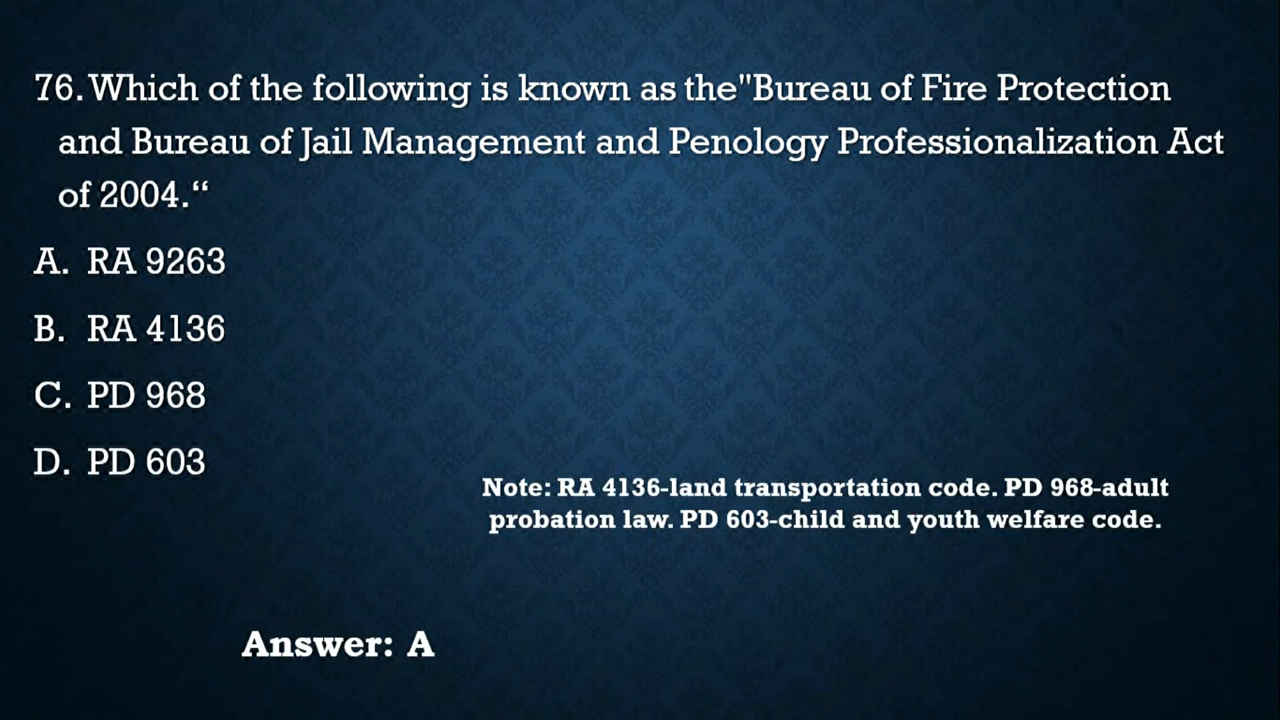 76. Which of the following is known as the"Bureau of Fire Protection
and Bureau of Jail Management and Penology Professionalization Act
of 2004.“
A. RA 9263
B. RA 4136
C. PD 968
D. PD 603
Note: RA 4136-land transportation code. PD 968-adult
probation law. PD 603-child and youth welfare code.
Answer: A